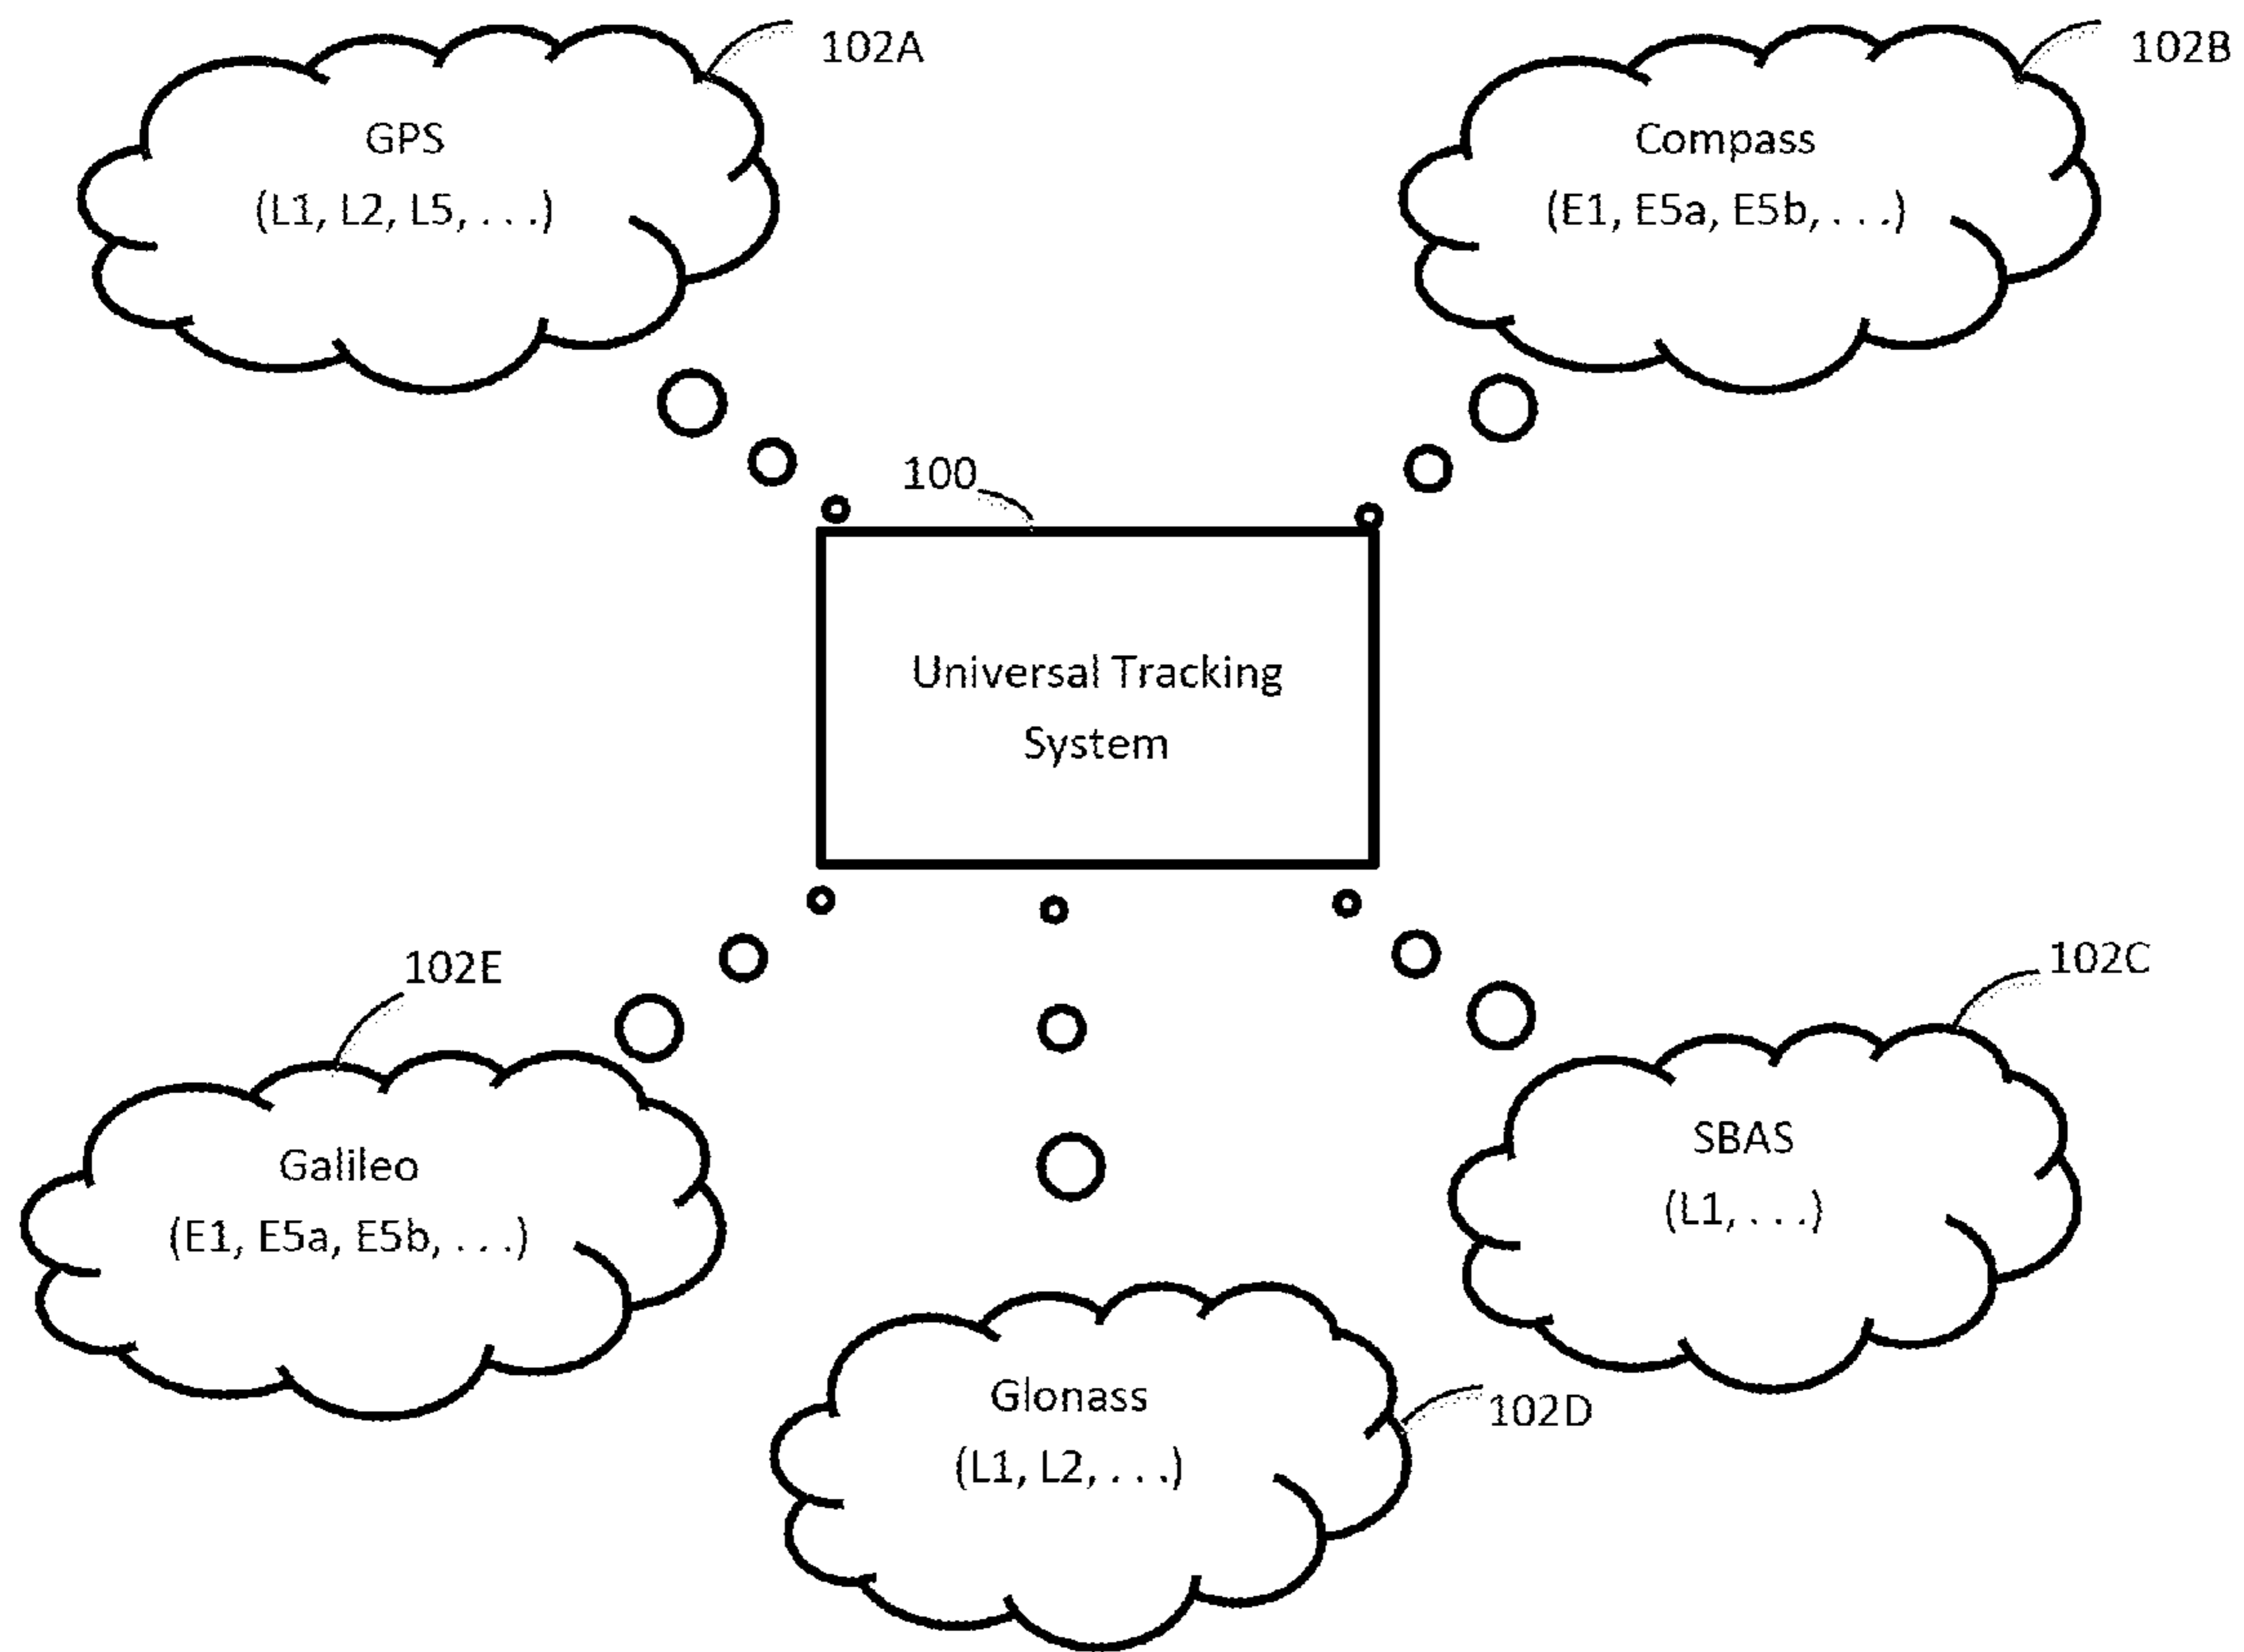 102A
GPS
(L1, L2, L5, . . .)
102B
Compass
(E1, E5a, E5b, . . .)
100
Universal Tracking
System
102E
Galileo
(E1, E5a, E5b, . . .)
102C
SBAS
(L1, . . .)
102D
Glonass
(L1, L2, . . .)